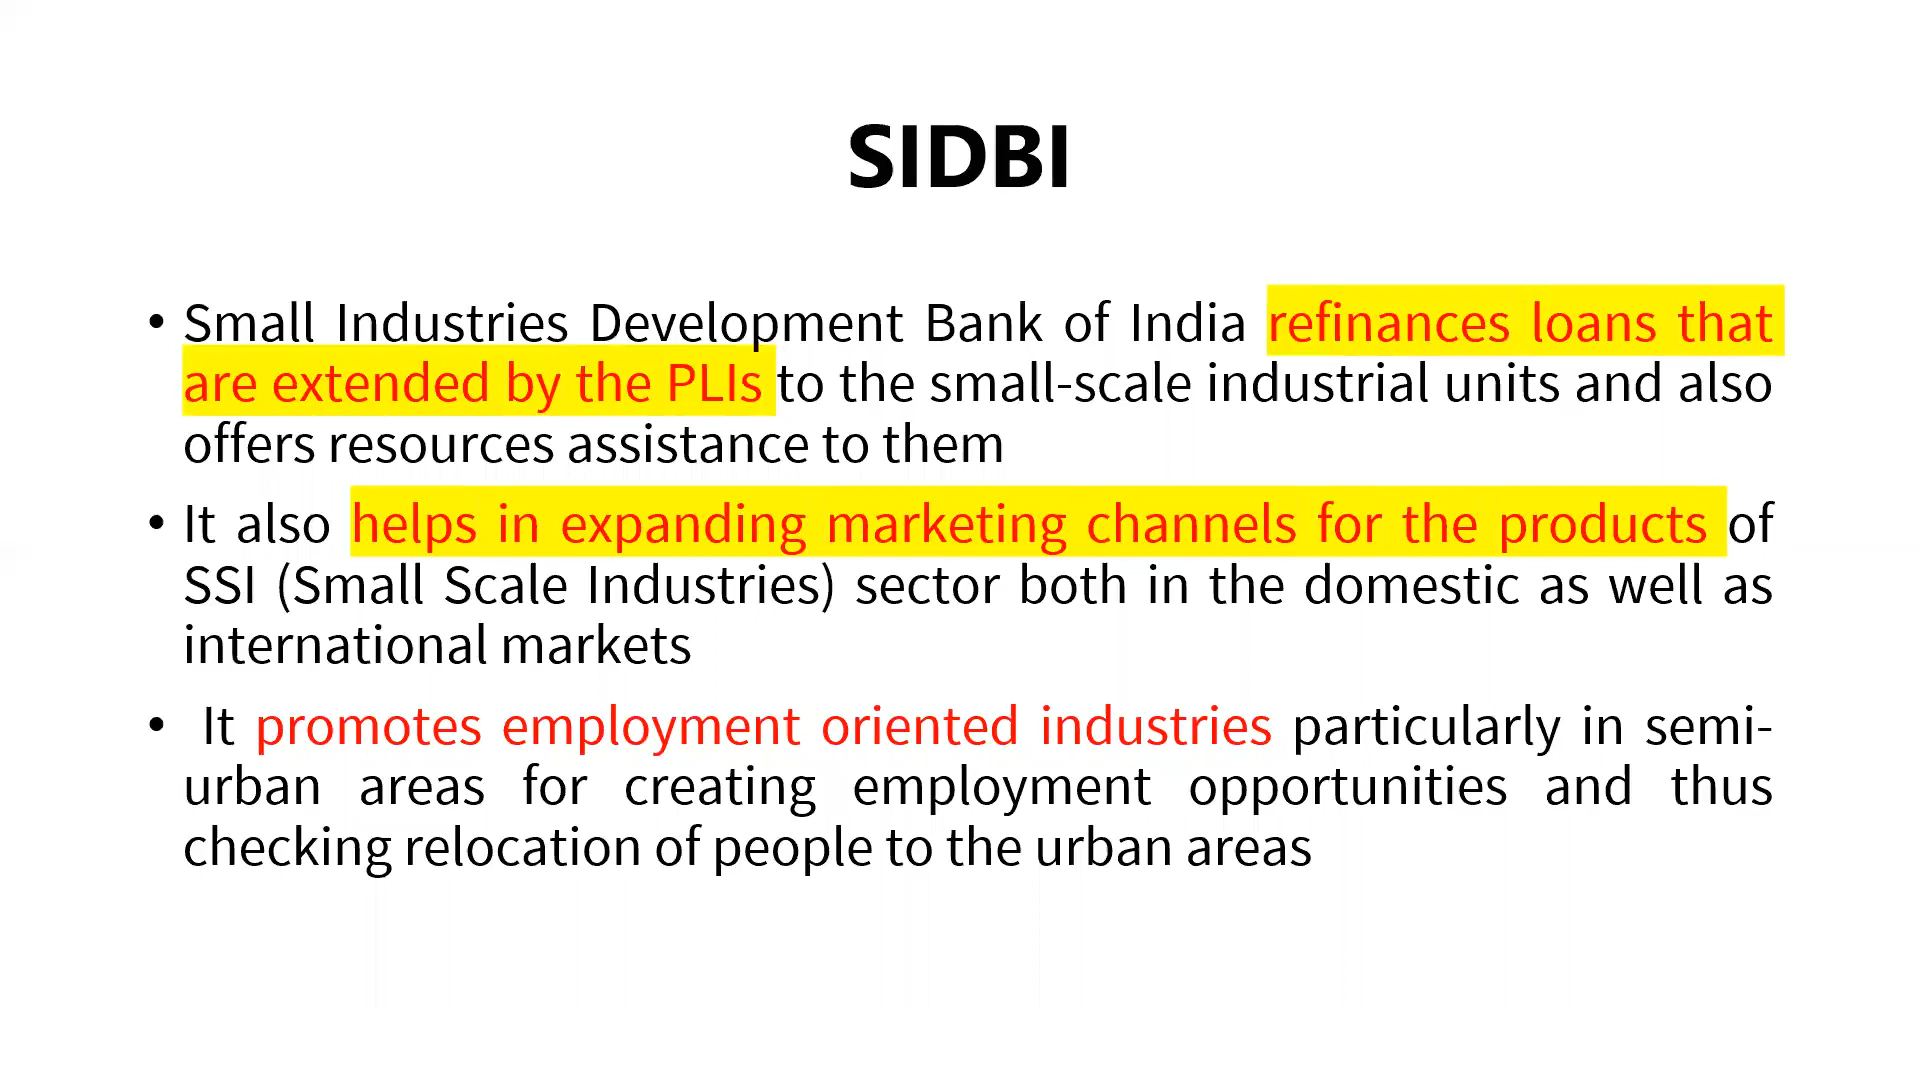 SIDBI
• Small Industries Development Bank of India refinances loans that
are extended by the PLIs to the small-scale industrial units and also
offers resources assistance to them
• It also helps in expanding marketing channels for the products of
SSI (Small Scale Industries) sector both in the domestic as well as
international markets
• It promotes employment oriented industries particularly in semi-
urban areas for creating employment opportunities and thus
checking relocation of people to the urban areas